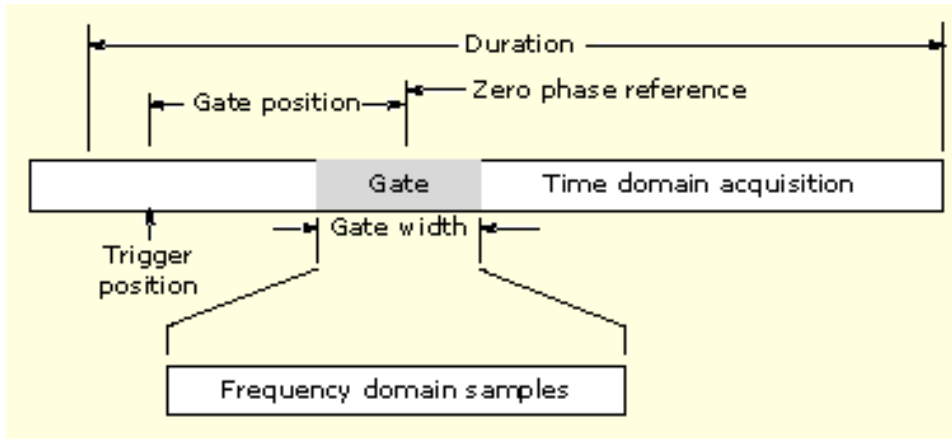 Duration
Gate position
Zero phase reference
Gate
Time domain acquisition
Gate width
Trigger
position
Frequency domain samples